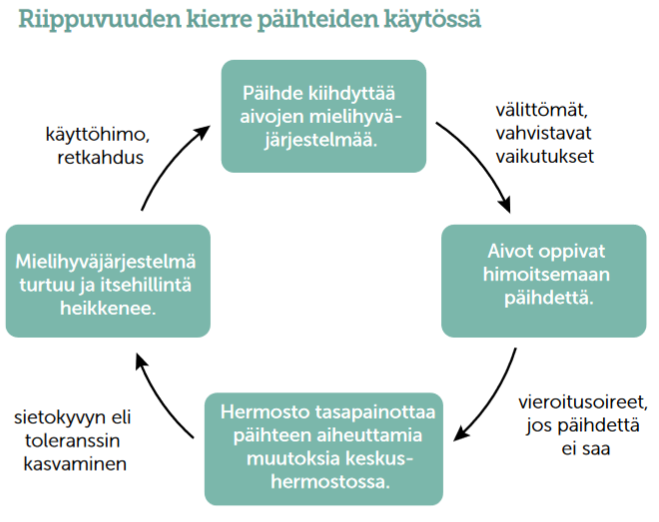 Riippuvuuden kierre päihteiden käytössä
Päihde kiihdyttää
aivojen mielihyvä-
järjestelmää.
välittömät,
vahvistavat
vaikutukset
Aivot oppivat
himoitsemaan
päihdettä.
vieroitusoireet,
jos päihdettä
ei saa
Hermosto tasapainottaa
päihteen aiheuttamia
muutoksia keskus-
hermostossa.
sietokyvyn eli
toleranssin
kasvaminen
Mielihyväjärjestelmä
turtuu ja itsehillintä
heikkenee.
käyttöhimo,
retkahdus